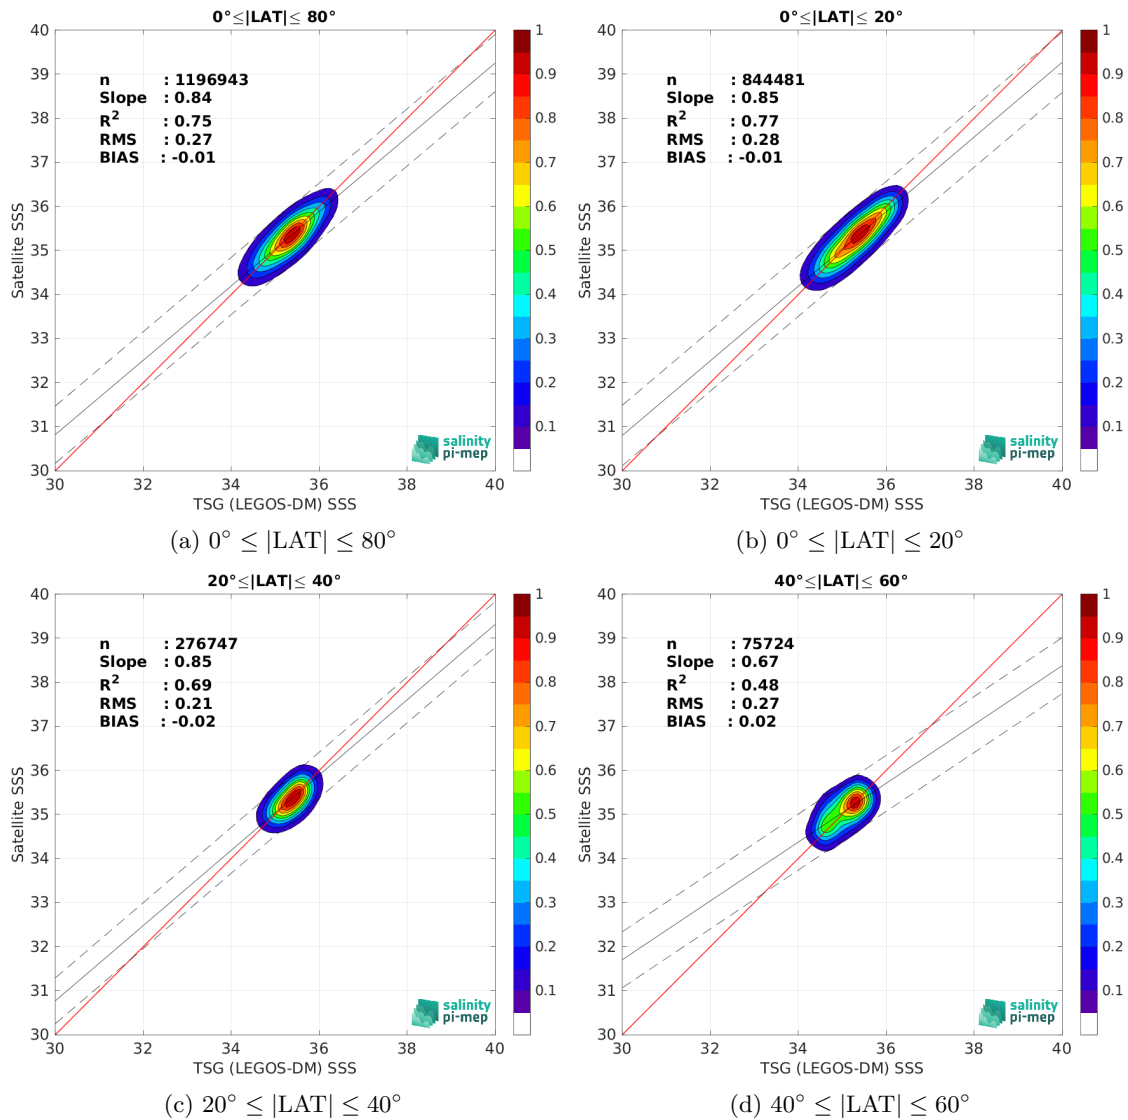 0°≤|LAT|≤ 80°
n : 1196943
Slope : 0.84
R² : 0.75
RMS : 0.27
BIAS : -0.01
40
39
38
37
36
35
34
33
32
31
30
30 32 34 36 38 40
Satellite SSS
TSG (LEGOS-DM) SSS
1
0.9
0.8
0.7
0.6
0.5
0.4
0.3
0.2
0.1
salinity
pi-mep
(a) 0° ≤ |LAT| ≤ 80°
0°≤|LAT|≤ 20°
n : 844481
Slope : 0.85
R² : 0.77
RMS : 0.28
BIAS : -0.01
40
39
38
37
36
35
34
33
32
31
30
30 32 34 36 38 40
Satellite SSS
TSG (LEGOS-DM) SSS
1
0.9
0.8
0.7
0.6
0.5
0.4
0.3
0.2
0.1
salinity
pi-mep
(b) 0° ≤ |LAT| ≤ 20°
20°≤|LAT|≤ 40°
n : 276747
Slope : 0.85
R² : 0.69
RMS : 0.21
BIAS : -0.02
40
39
38
37
36
35
34
33
32
31
30
30 32 34 36 38 40
Satellite SSS
TSG (LEGOS-DM) SSS
1
0.9
0.8
0.7
0.6
0.5
0.4
0.3
0.2
0.1
salinity
pi-mep
(c) 20° ≤ |LAT| ≤ 40°
40°≤|LAT|≤ 60°
n : 75724
Slope : 0.67
R² : 0.48
RMS : 0.27
BIAS : 0.02
40
39
38
37
36
35
34
33
32
31
30
30 32 34 36 38 40
Satellite SSS
TSG (LEGOS-DM) SSS
1
0.9
0.8
0.7
0.6
0.5
0.4
0.3
0.2
0.1
salinity
pi-mep
(d) 40° ≤ |LAT| ≤ 60°